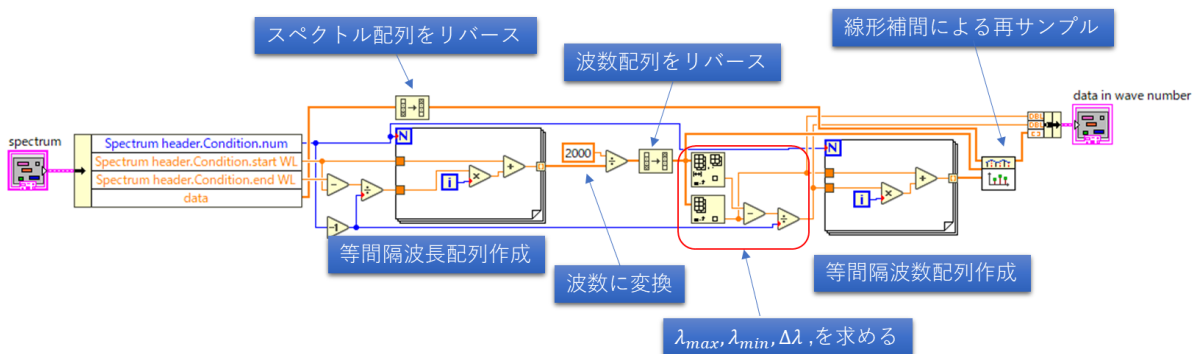 スペクトル配列をリバース
波数配列をリバース
線形補間による再サンプル
data in wave number
spectrum
Spectrum header.Condition.num
Spectrum header.Condition.start WL
Spectrum header.Condition.end WL
data
N
i
-1
2000
N
i
DBL
DBL
等間隔波長配列作成
波数に変換
等間隔波数配列作成
λmax, λmin, Δλ ,を求める